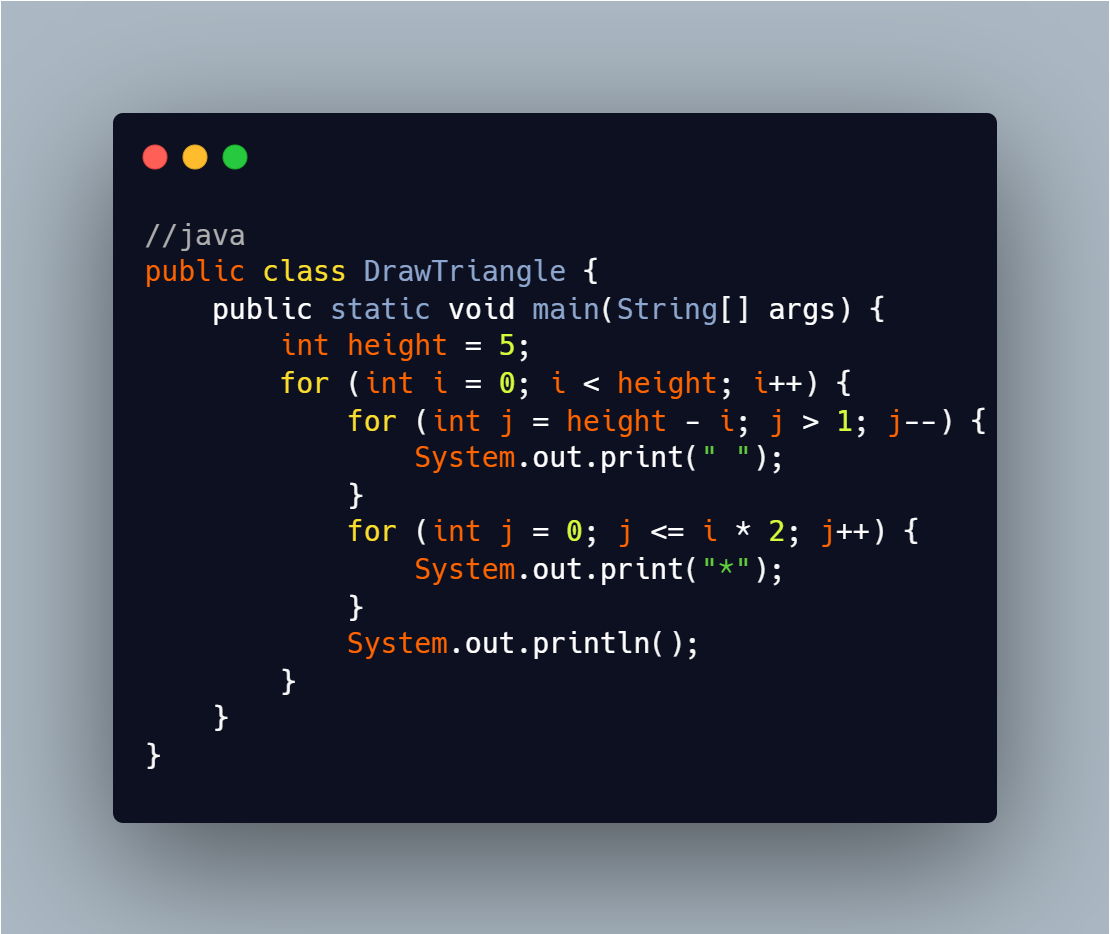 //java
public class DrawTriangle {
    public static void main(String[] args) {
        int height = 5;
        for (int i = 0; i < height; i++) {
            for (int j = height - i; j > 1; j--) {
                System.out.print(" ");
            }
            for (int j = 0; j <= i * 2; j++) {
                System.out.print("*");
            }
            System.out.println();
        }
    }
}